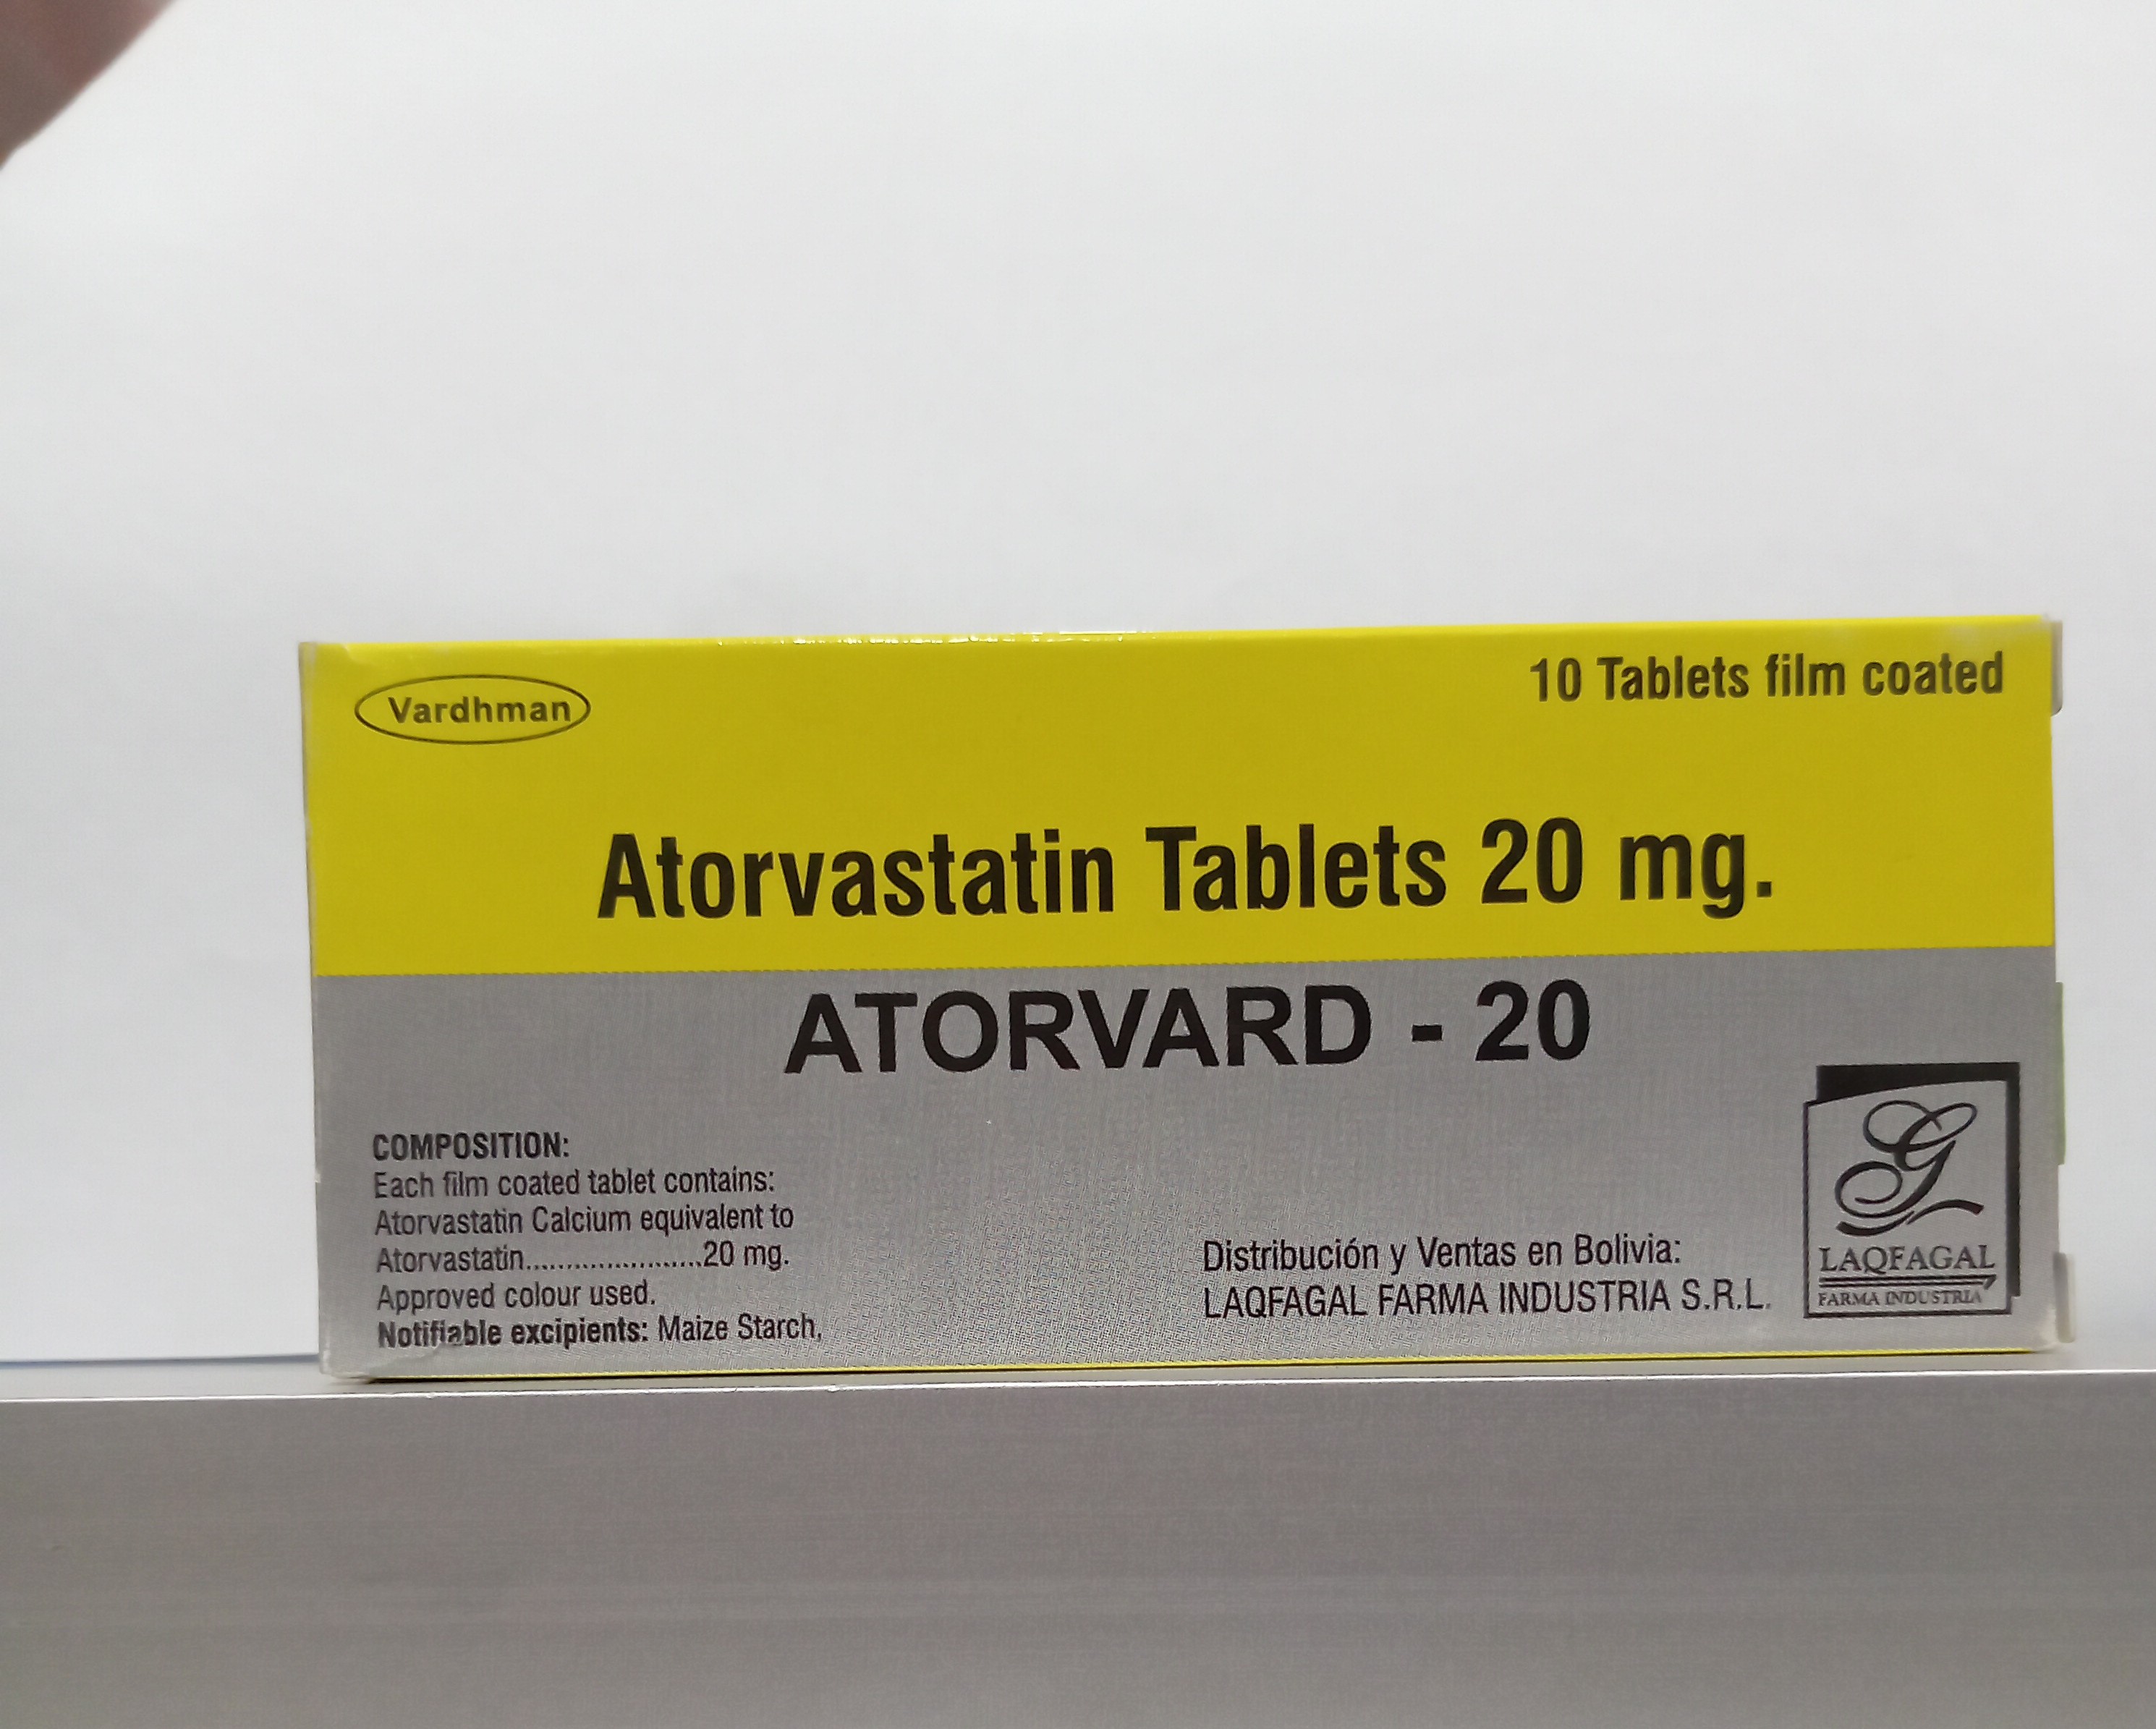 Vardhman
10 Tablets film coated
Atorvastatin Tablets 20 mg.
ATORVARD - 20
COMPOSITION:
Each film coated tablet contains:
Atorvastatin Calcium equivalent to
Atorvastatin......................20 mg.
Approved colour used.
Notifiable excipients: Maize Starch,
Distribución y Ventas en Bolivia:
LAQFAGAL FARMA INDUSTRIA S.R.L.
LAQFAGAL
FARMA INDUSTRIA